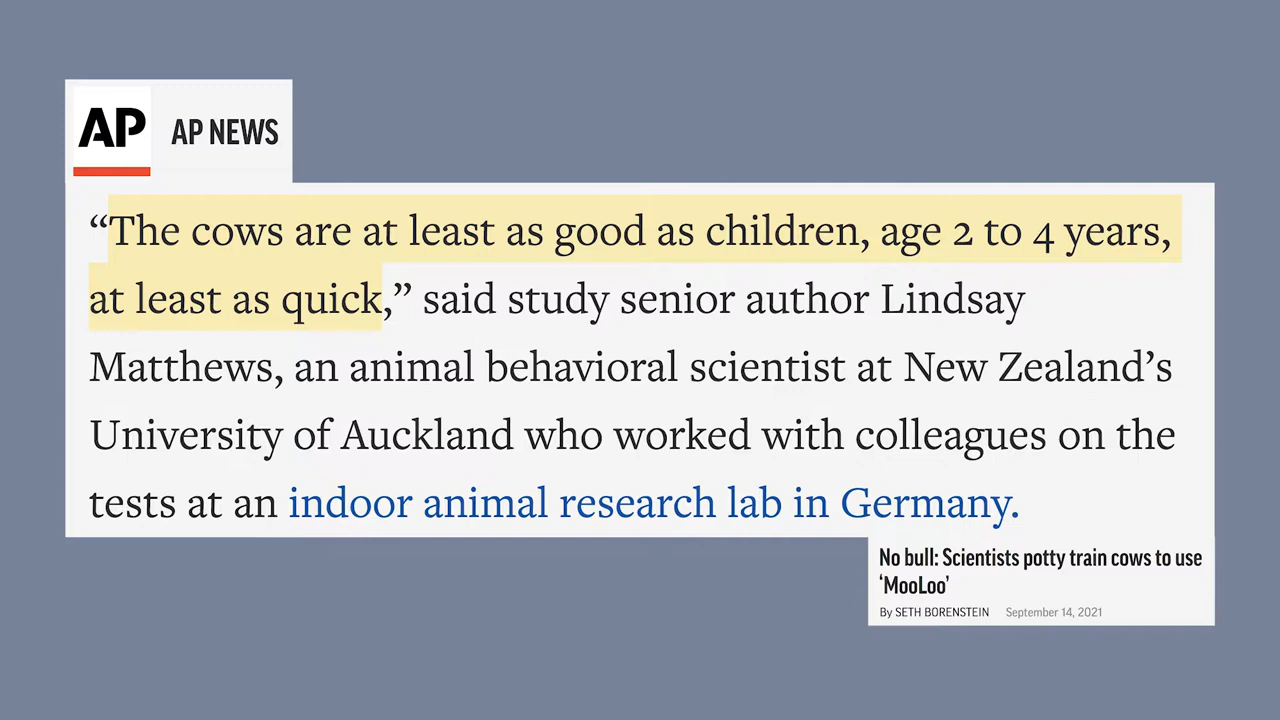 AP AP NEWS
“The cows are at least as good as children, age 2 to 4 years,
at least as quick,” said study senior author Lindsay
Matthews, an animal behavioral scientist at New Zealand’s
University of Auckland who worked with colleagues on the
tests at an indoor animal research lab in Germany.
No bull: Scientists potty train cows to use
‘MooLoo’
By SETH BORENSTEIN September 14, 2021